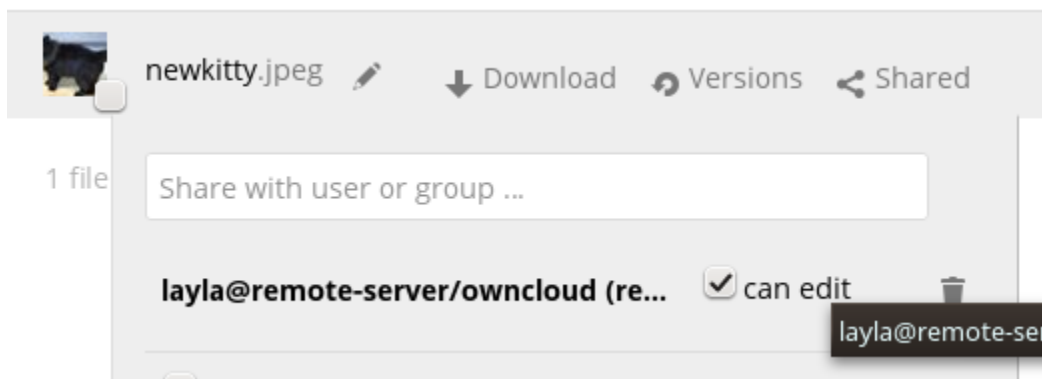 newkitty.jpeg Download Versions Shared
1 file
Share with user or group ...
layla@remote-server/owncloud (re... can edit
layla@remote-ser